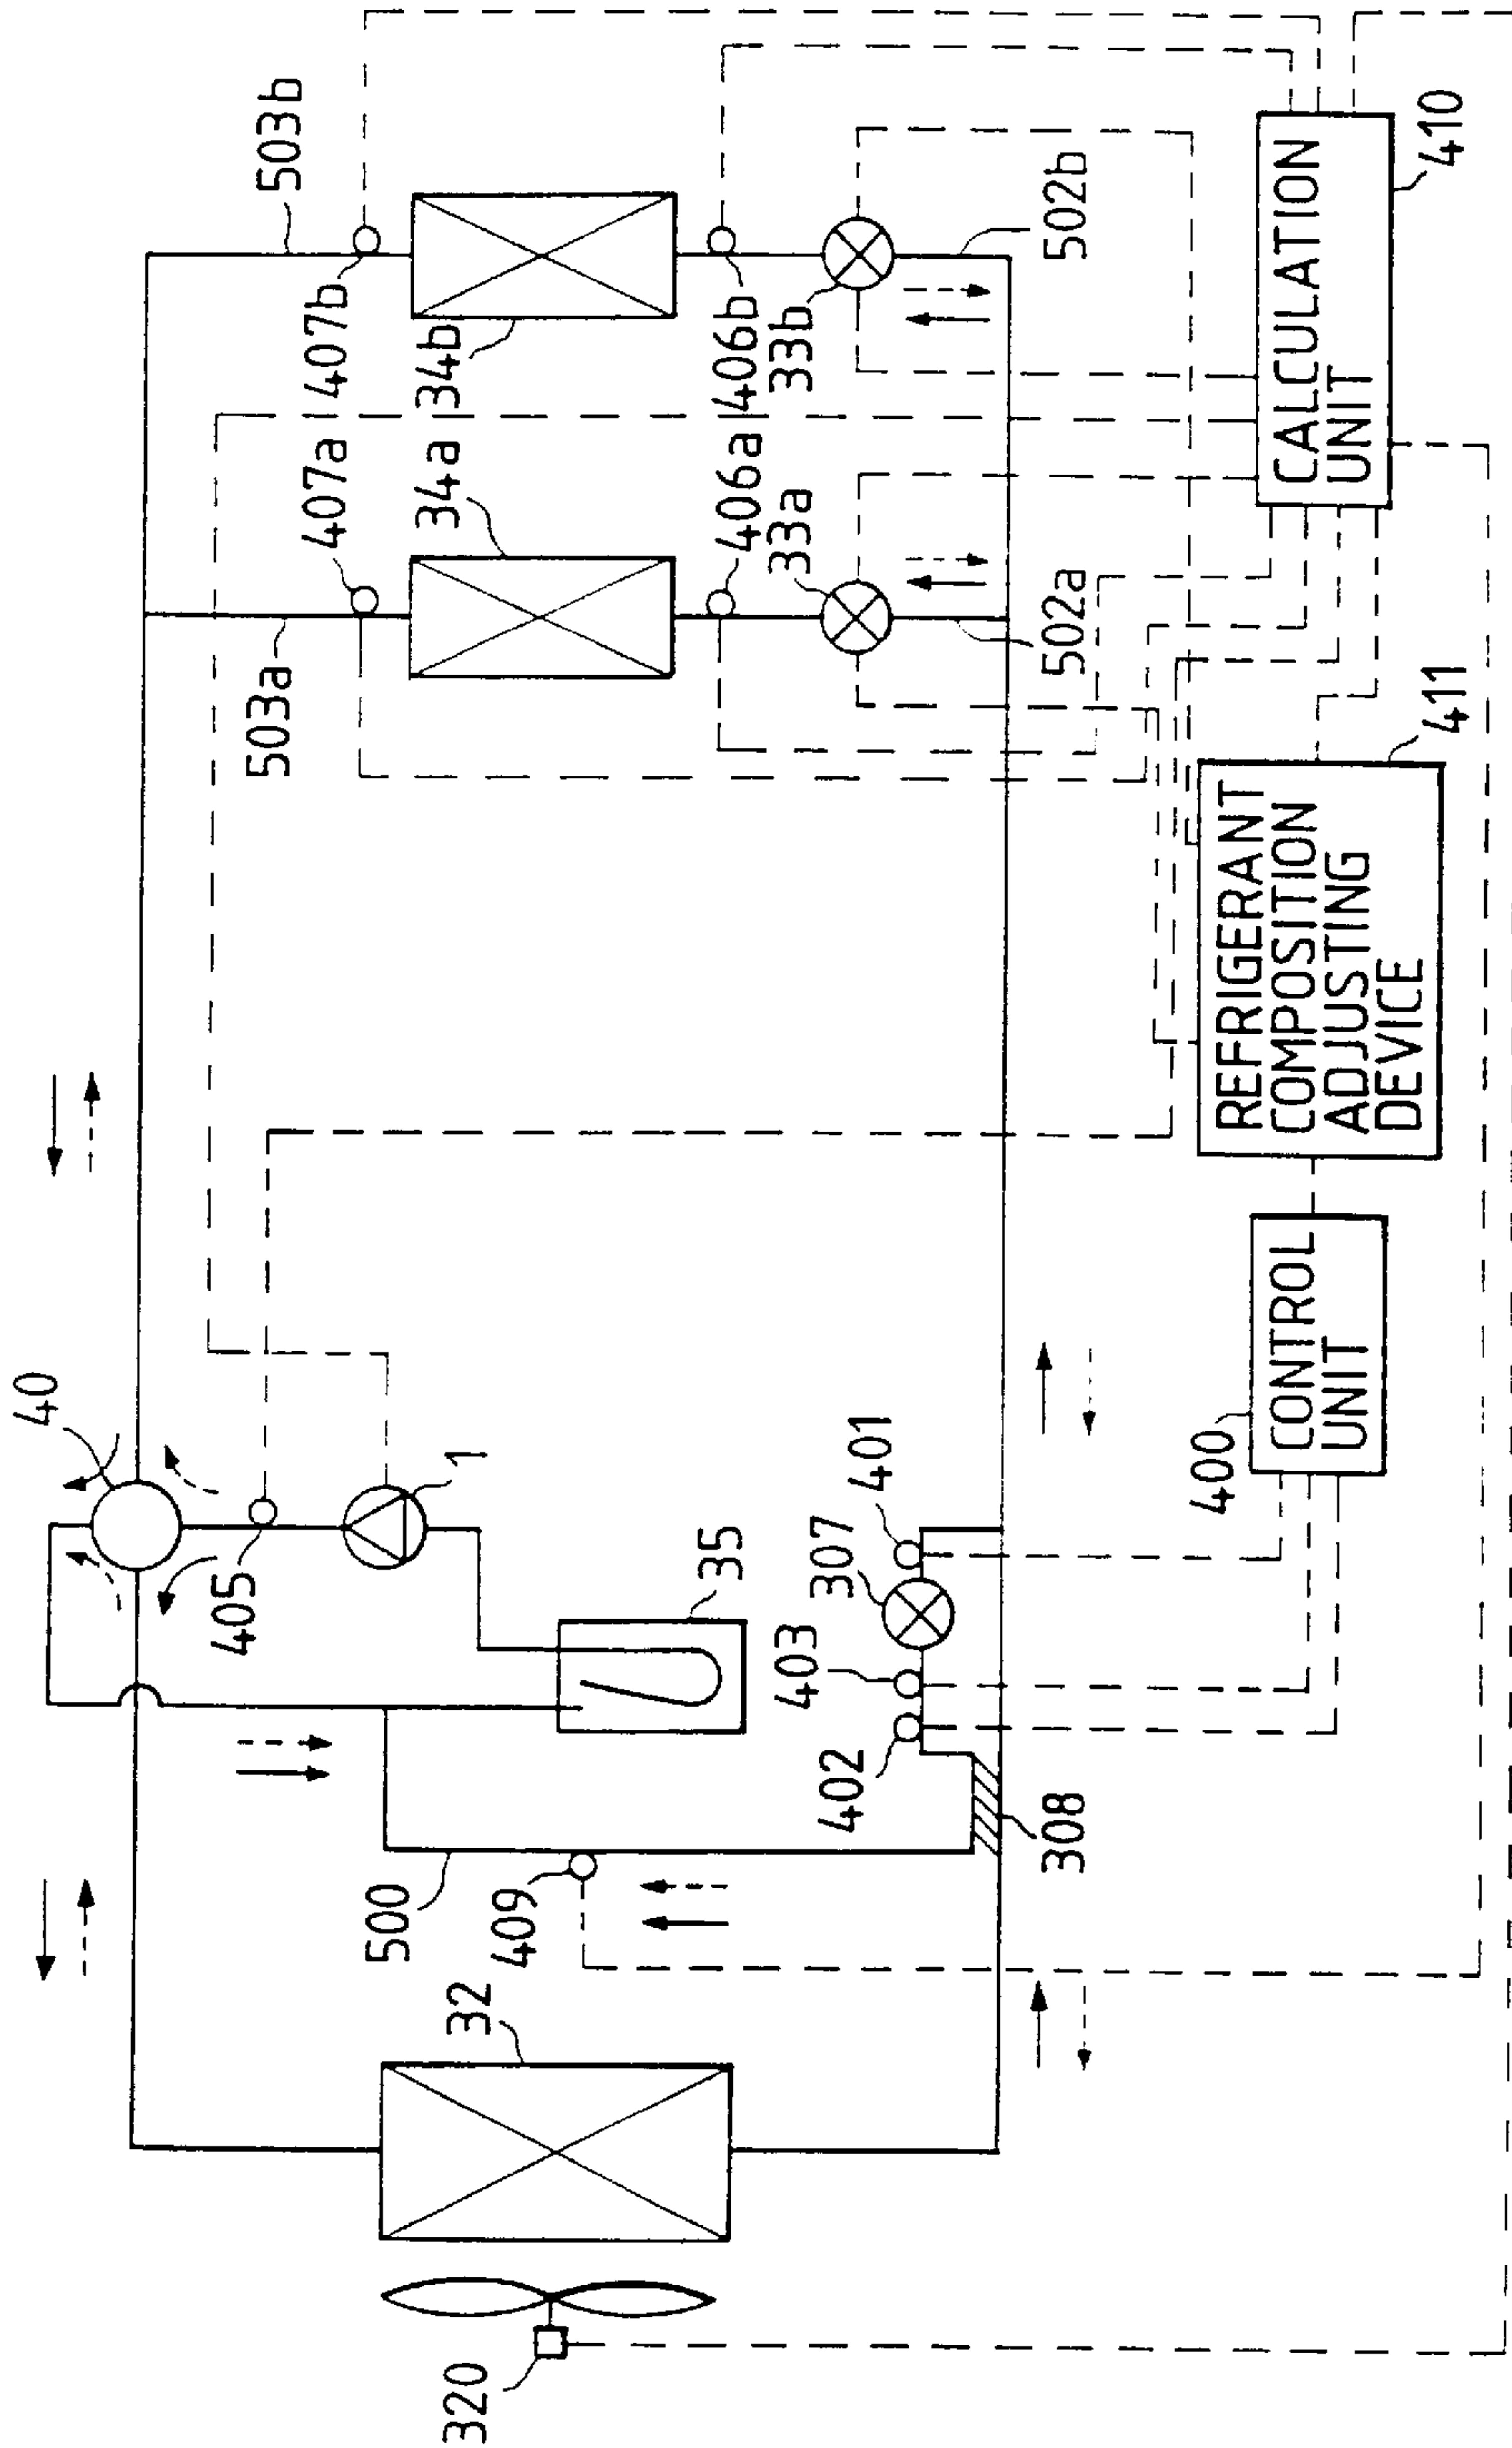 40
503a
503b
407a
407b
34a
34b
406a
406b
33a
33b
502a
502b
405
1
35
500
409
32
320
401
307
403
402
308
400
CONTROL
UNIT
REFRIGERANT
COMPOSITION
ADJUSTING
DEVICE
411
CALCULATION
UNIT
410